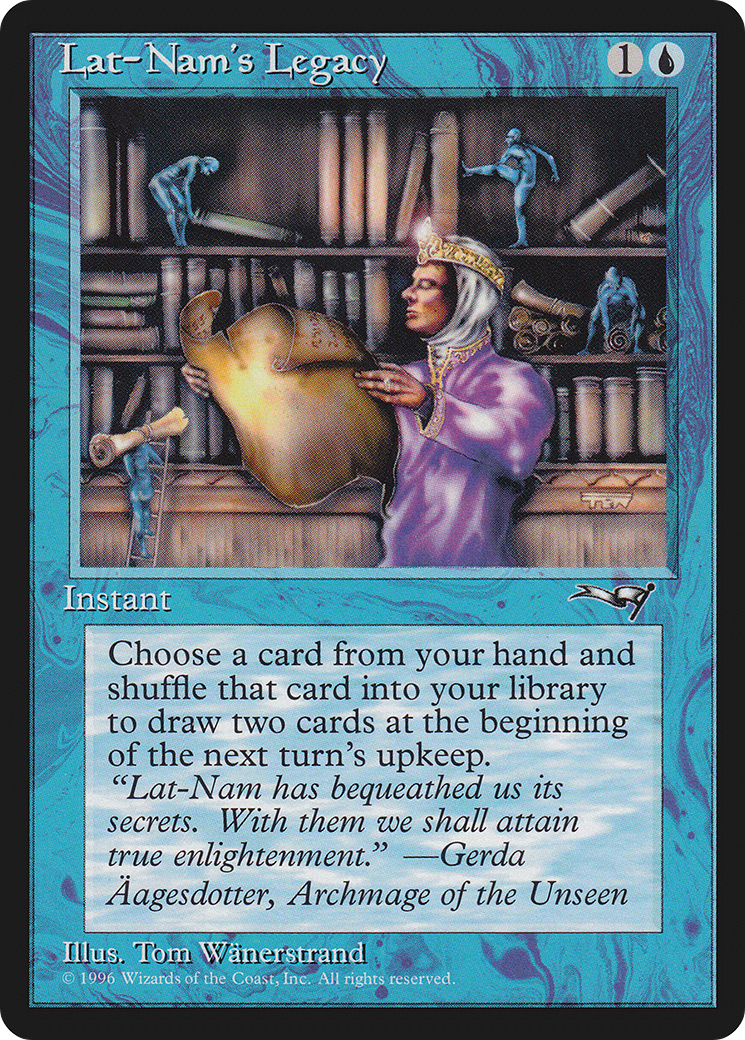 Lat-Nam's Legacy
1
TEW
Instant
Choose a card from your hand and
shuffle that card into your library
to draw two cards at the beginning
of the next turn's upkeep.
“Lat-Nam has bequeathed us its
secrets. With them we shall attain
true enlightenment.” —Gerda
Äagesdotter, Archmage of the Unseen
Illus. Tom Wänerstrand
© 1996 Wizards of the Coast, Inc. All rights reserved.